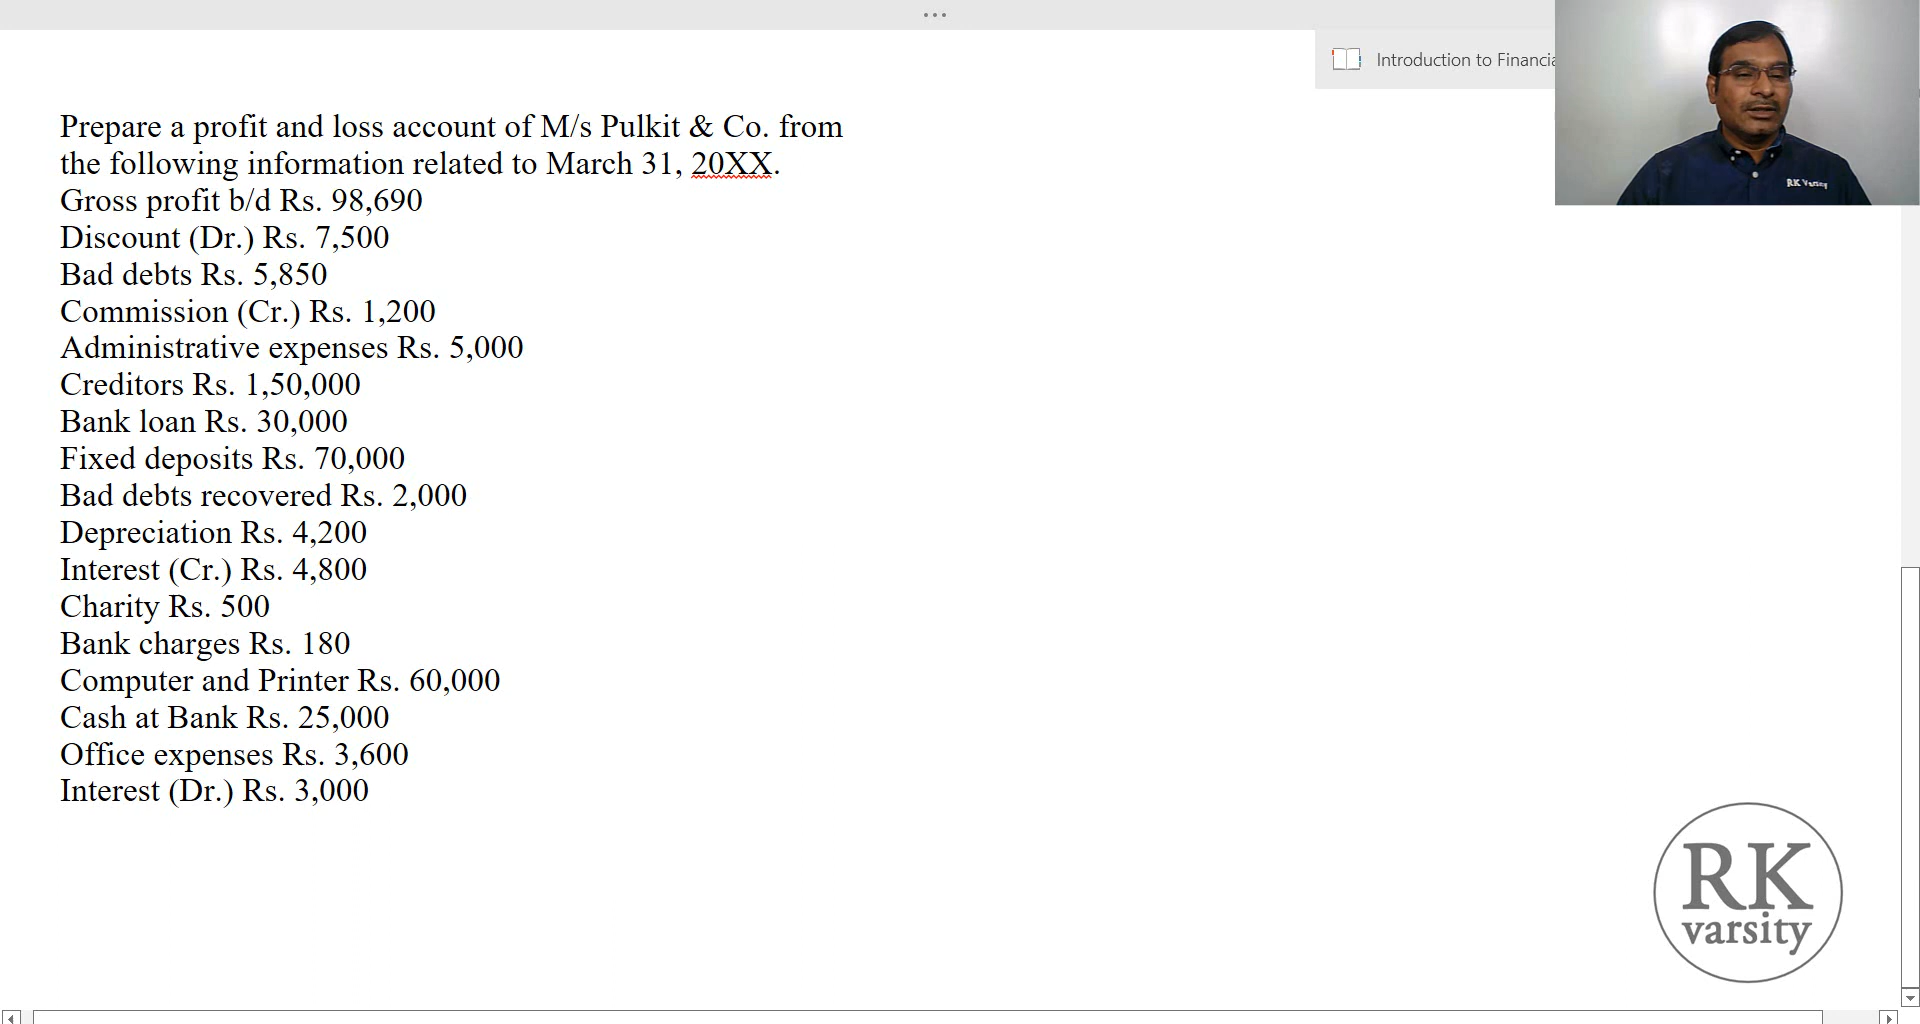 Introduction to Financia
RK Varsity
Prepare a profit and loss account of M/s Pulkit & Co. from
the following information related to March 31, 20XX.
Gross profit b/d Rs. 98,690
Discount (Dr.) Rs. 7,500
Bad debts Rs. 5,850
Commission (Cr.) Rs. 1,200
Administrative expenses Rs. 5,000
Creditors Rs. 1,50,000
Bank loan Rs. 30,000
Fixed deposits Rs. 70,000
Bad debts recovered Rs. 2,000
Depreciation Rs. 4,200
Interest (Cr.) Rs. 4,800
Charity Rs. 500
Bank charges Rs. 180
Computer and Printer Rs. 60,000
Cash at Bank Rs. 25,000
Office expenses Rs. 3,600
Interest (Dr.) Rs. 3,000
RK
varsity